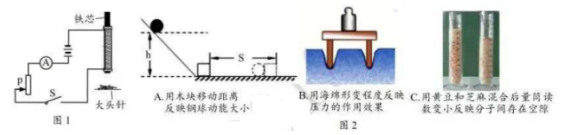 铁芯
A
P
S
大头针
图1
h
S
A.用木块移动距离
反映钢球动能大小
B.用海绵形变程度反映
压力的作用效果
图2
C.用黄豆和芝麻混合后量筒读
数变小反映分子间存在空隙